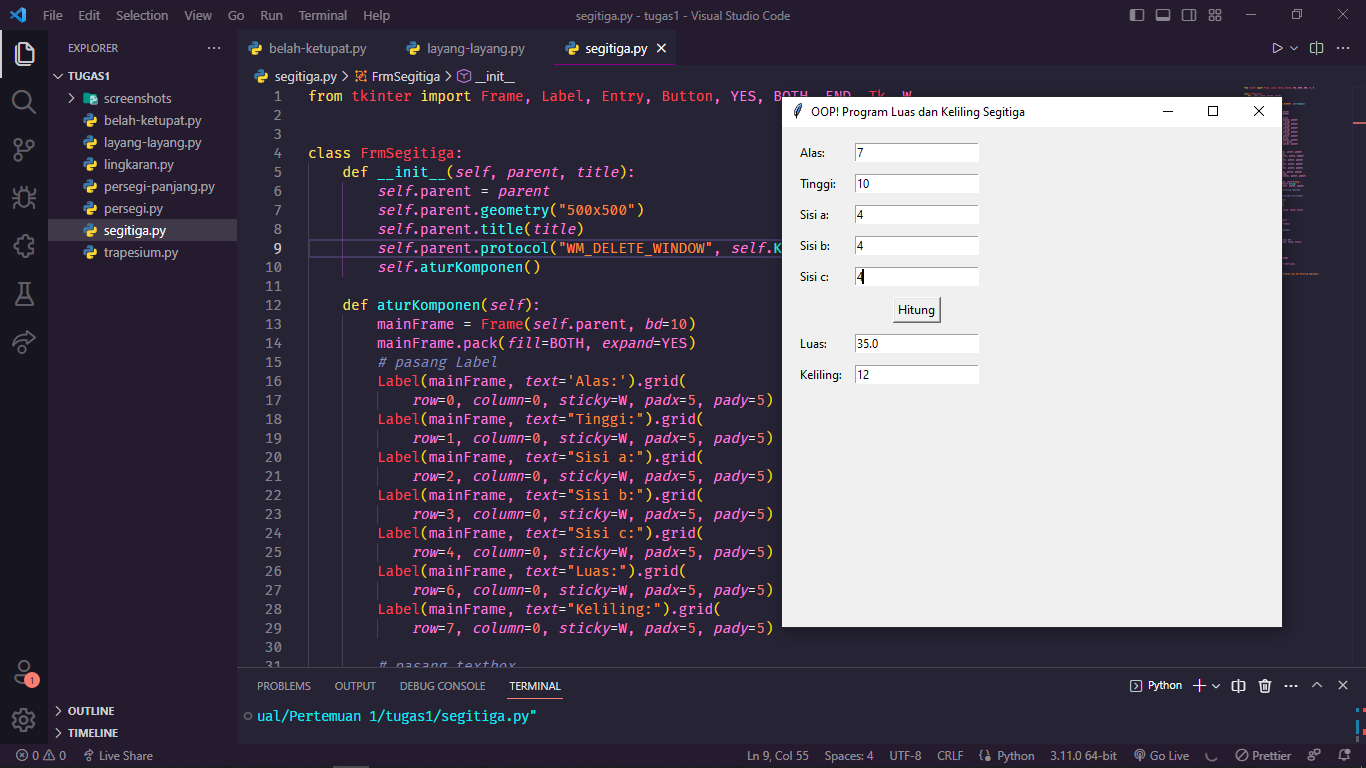 File Edit Selection View Go Run Terminal Help
segitiga.py - tugas1 - Visual Studio Code
EXPLORER
TUGAS1
screenshots
belah-ketupat.py
layang-layang.py
lingkaran.py
persegi-panjang.py
persegi.py
segitiga.py
trapesium.py
OUTLINE
TIMELINE
belah-ketupat.py layang-layang.py segitiga.py
segitiga.py > FrmSegitiga > __init__
1 from tkinter import Frame, Label, Entry, Button, YES, BOTH, END, Tk, W
2
3
4 class FrmSegitiga:
5 def __init__(self, parent, title):
6 self.parent = parent
7 self.parent.geometry("500x500")
8 self.parent.title(title)
9 self.parent.protocol("WM_DELETE_WINDOW", self.K
10 self.aturKomponen()
11
12 def aturKomponen(self):
13 mainFrame = Frame(self.parent, bd=10)
14 mainFrame.pack(fill=BOTH, expand=YES)
15 # pasang Label
16 Label(mainFrame, text='Alas:').grid(
17 row=0, column=0, sticky=W, padx=5, pady=5)
18 Label(mainFrame, text="Tinggi:").grid(
19 row=1, column=0, sticky=W, padx=5, pady=5)
20 Label(mainFrame, text="Sisi a:").grid(
21 row=2, column=0, sticky=W, padx=5, pady=5)
22 Label(mainFrame, text="Sisi b:").grid(
23 row=3, column=0, sticky=W, padx=5, pady=5)
24 Label(mainFrame, text="Sisi c:").grid(
25 row=4, column=0, sticky=W, padx=5, pady=5)
26 Label(mainFrame, text="Luas:").grid(
27 row=6, column=0, sticky=W, padx=5, pady=5)
28 Label(mainFrame, text="Keliling:").grid(
29 row=7, column=0, sticky=W, padx=5, pady=5)
30
31 # pasang textbox
OOP! Program Luas dan Keliling Segitiga
Alas: 7
Tinggi: 10
Sisi a: 4
Sisi b: 4
Sisi c: 4
Hitung
Luas: 35.0
Keliling: 12
PROBLEMS OUTPUT DEBUG CONSOLE TERMINAL
Python
ual/Pertemuan 1/tugas1/segitiga.py"
1
0 0 Live Share
Ln 9, Col 55 Spaces: 4 UTF-8 CRLF Python 3.11.0 64-bit Go Live Prettier